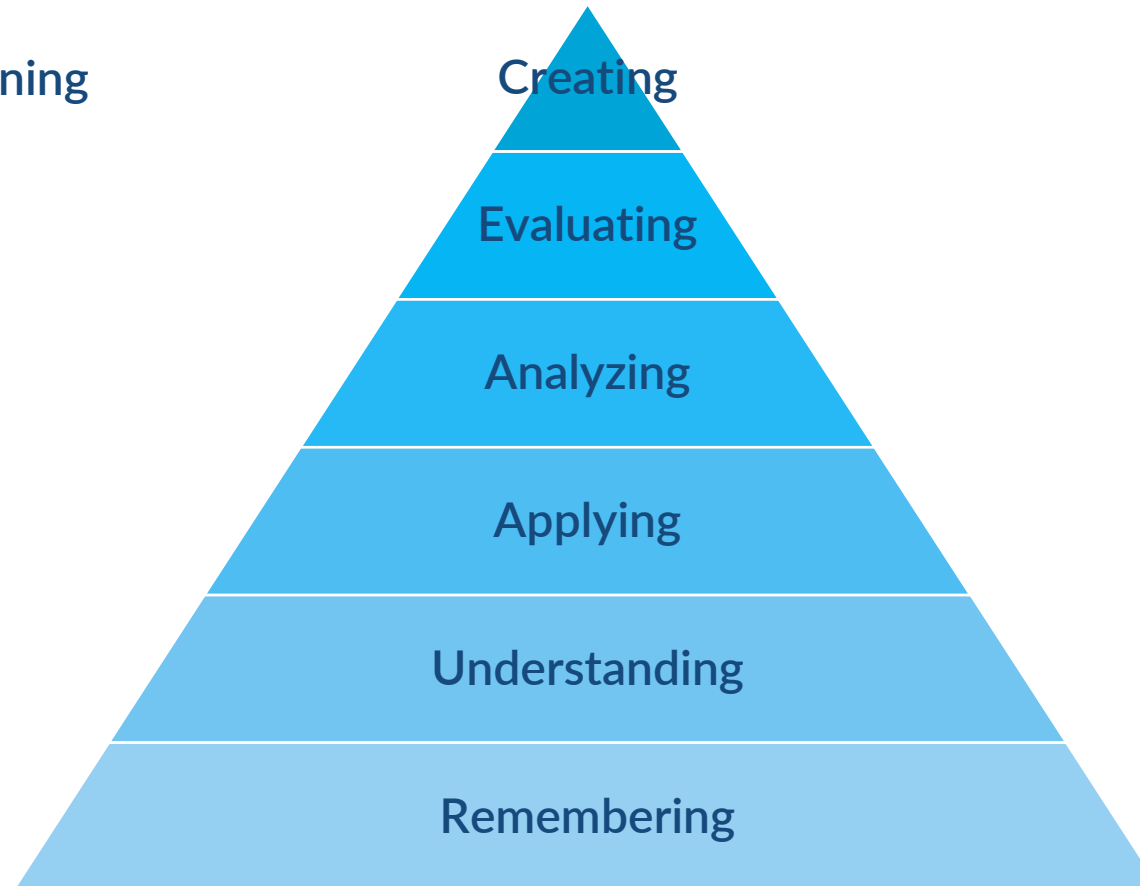 ning
Creating
Evaluating
Analyzing
Applying
Understanding
Remembering